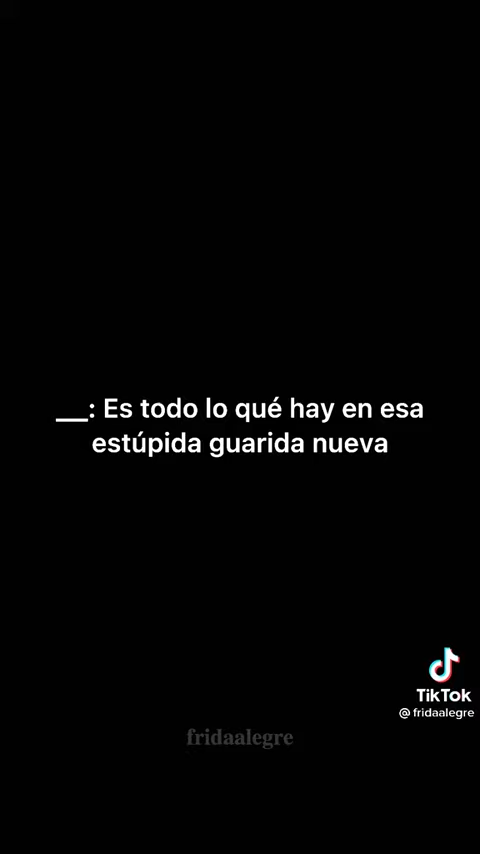 __: Es todo lo qué hay en esa
estúpida guarida nueva
TikTok
@fridaalegre
fridaalegre